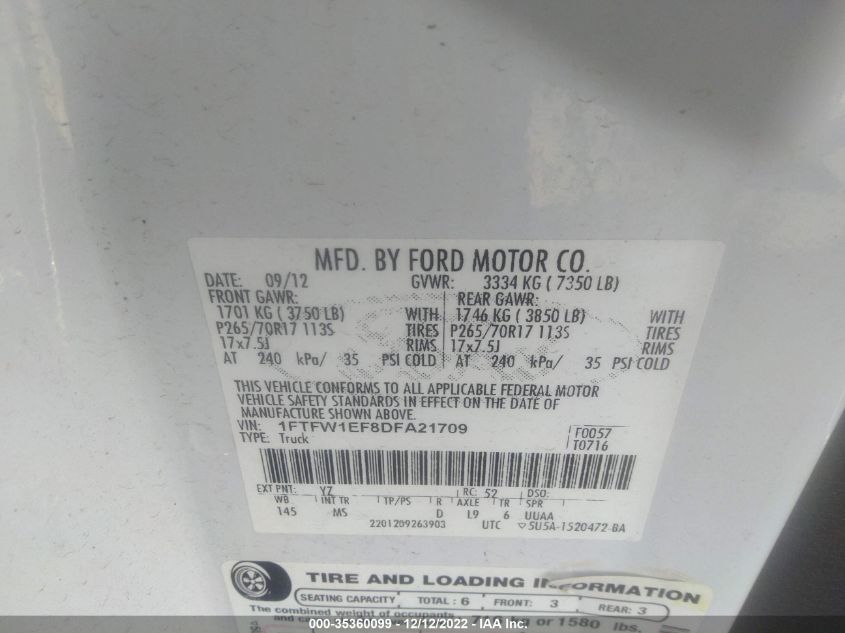 MFD. BY FORD MOTOR CO.
DATE: 09/12 GVWR: 3334 KG ( 7350 LB)
FRONT GAWR: REAR GAWR:
1701 KG ( 3750 LB) WITH 1746 KG ( 3850 LB) WITH
P265/70R17 113S TIRES P265/70R17 113S TIRES
17x7.5J RIMS 17x7.5J RIMS
AT 240 kPa/ 35 PSI COLD AT 240 kPa/ 35 PSI COLD
THIS VEHICLE CONFORMS TO ALL APPLICABLE FEDERAL MOTOR
VEHICLE SAFETY STANDARDS IN EFFECT ON THE DATE OF
MANUFACTURE SHOWN ABOVE.
VIN: 1FTFW1EF8DFA21709 F0057
TYPE: Truck T0716
EXT PNT: YZ RC: 52 DSO:
WB INT TR TP/PS R AXLE TR SPR
145 MS D L9 6 UUAA
2201209263903 UTC ▽5U5A-1520472-BA
TIRE AND LOADING INFORMATION
SEATING CAPACITY TOTAL : 6 FRONT: 3 REAR: 3
The combined weight of occupants
or 1580 lbs.
000-35360099 - 12/12/2022 - IAA Inc.